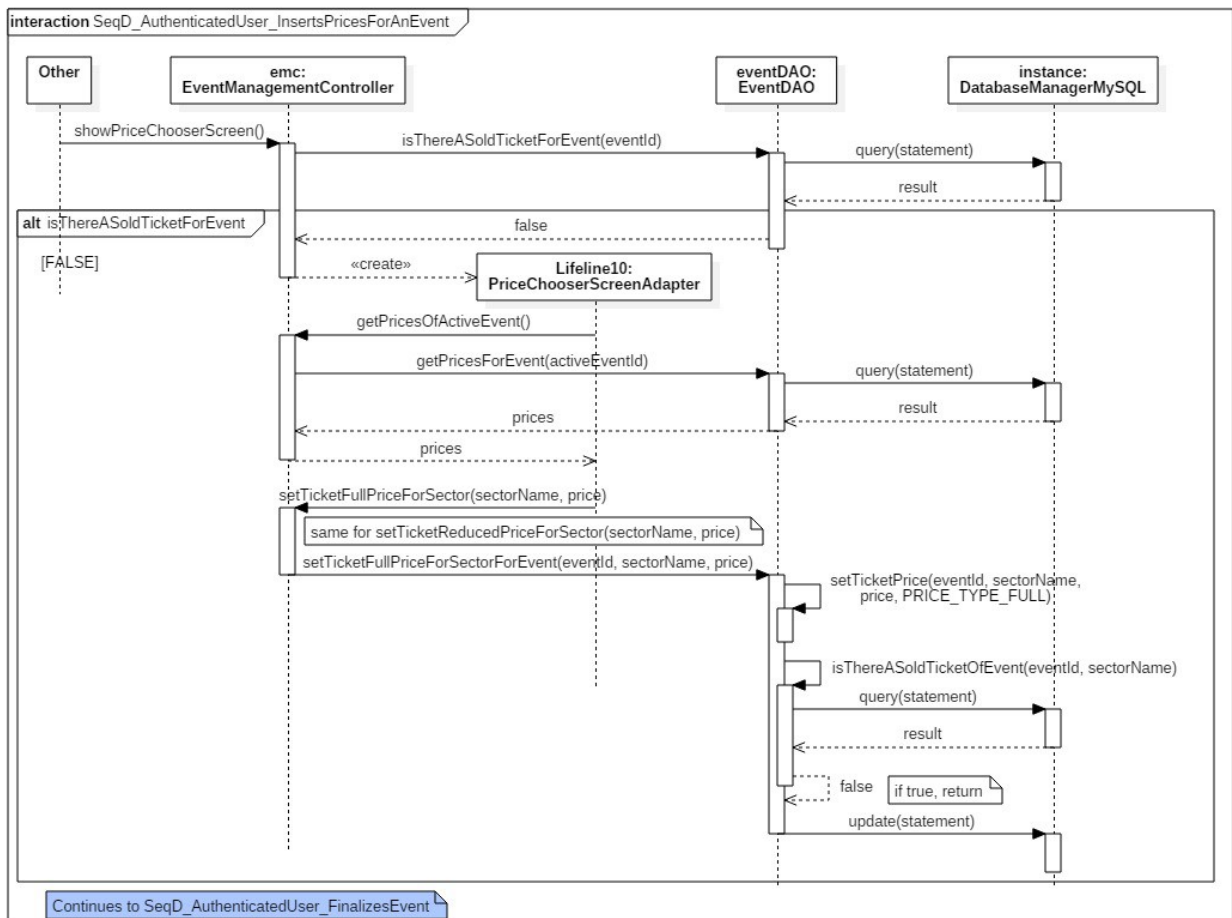 interaction SeqD_AuthenticatedUser_InsertsPricesForAnEvent
Other
emc:
EventManagementController
eventDAO:
EventDAO
instance:
DatabaseManagerMySQL
showPriceChooserScreen()
isThereASoldTicketForEvent(eventId)
query(statement)
result
alt isThereASoldTicketForEvent
false
[FALSE]
«create»
Lifeline10:
PriceChooserScreenAdapter
getPricesOfActiveEvent()
getPricesForEvent(activeEventId)
query(statement)
result
prices
prices
setTicketFullPriceForSector(sectorName, price)
same for setTicketReducedPriceForSector(sectorName, price)
setTicketFullPriceForSectorForEvent(eventId, sectorName, price)
setTicketPrice(eventId, sectorName,
price, PRICE_TYPE_FULL)
isThereASoldTicketOfEvent(eventId, sectorName)
query(statement)
result
false
if true, return
update(statement)
Continues to SeqD_AuthenticatedUser_FinalizesEvent